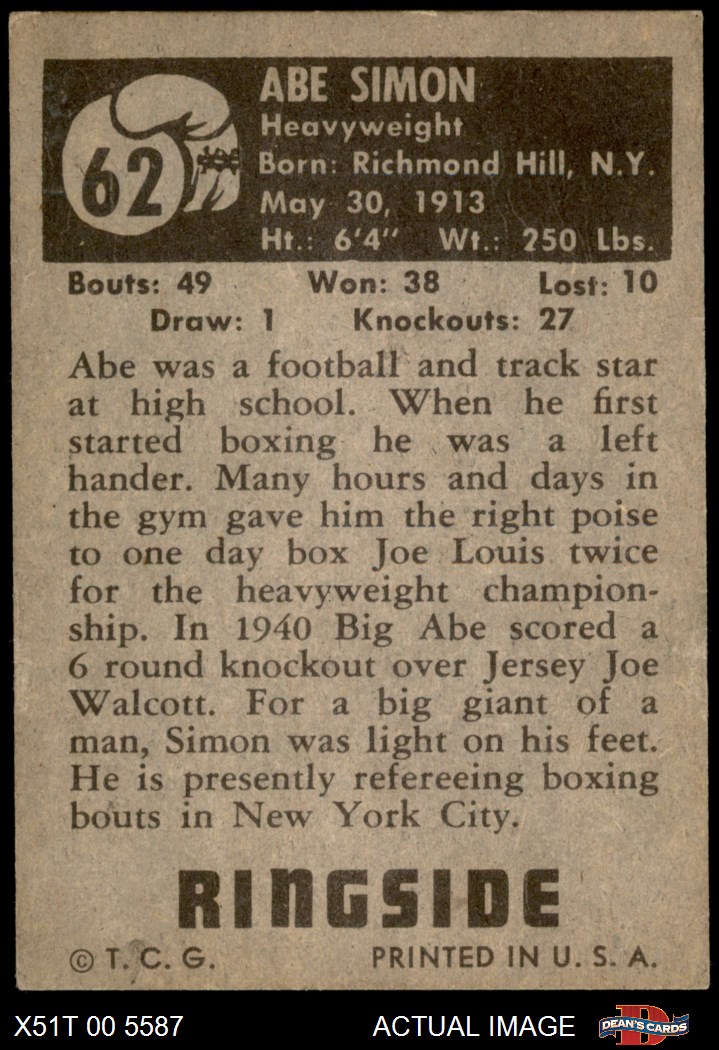 62
ABE SIMON
Heavyweight
Born: Richmond Hill, N.Y.
May 30, 1913
Ht.: 6'4" Wt.: 250 Lbs.
Bouts: 49 Won: 38 Lost: 10
Draw: 1 Knockouts: 27
Abe was a football and track star
at high school. When he first
started boxing he was a left
hander. Many hours and days in
the gym gave him the right poise
to one day box Joe Louis twice
for the heavyweight champion-
ship. In 1940 Big Abe scored a
6 round knockout over Jersey Joe
Walcott. For a big giant of a
man, Simon was light on his feet.
He is presently refereeing boxing
bouts in New York City.
RINGSIDE
© T. C. G. PRINTED IN U. S. A.
X51T 00 5587 ACTUAL IMAGE D DEAN'S CARDS